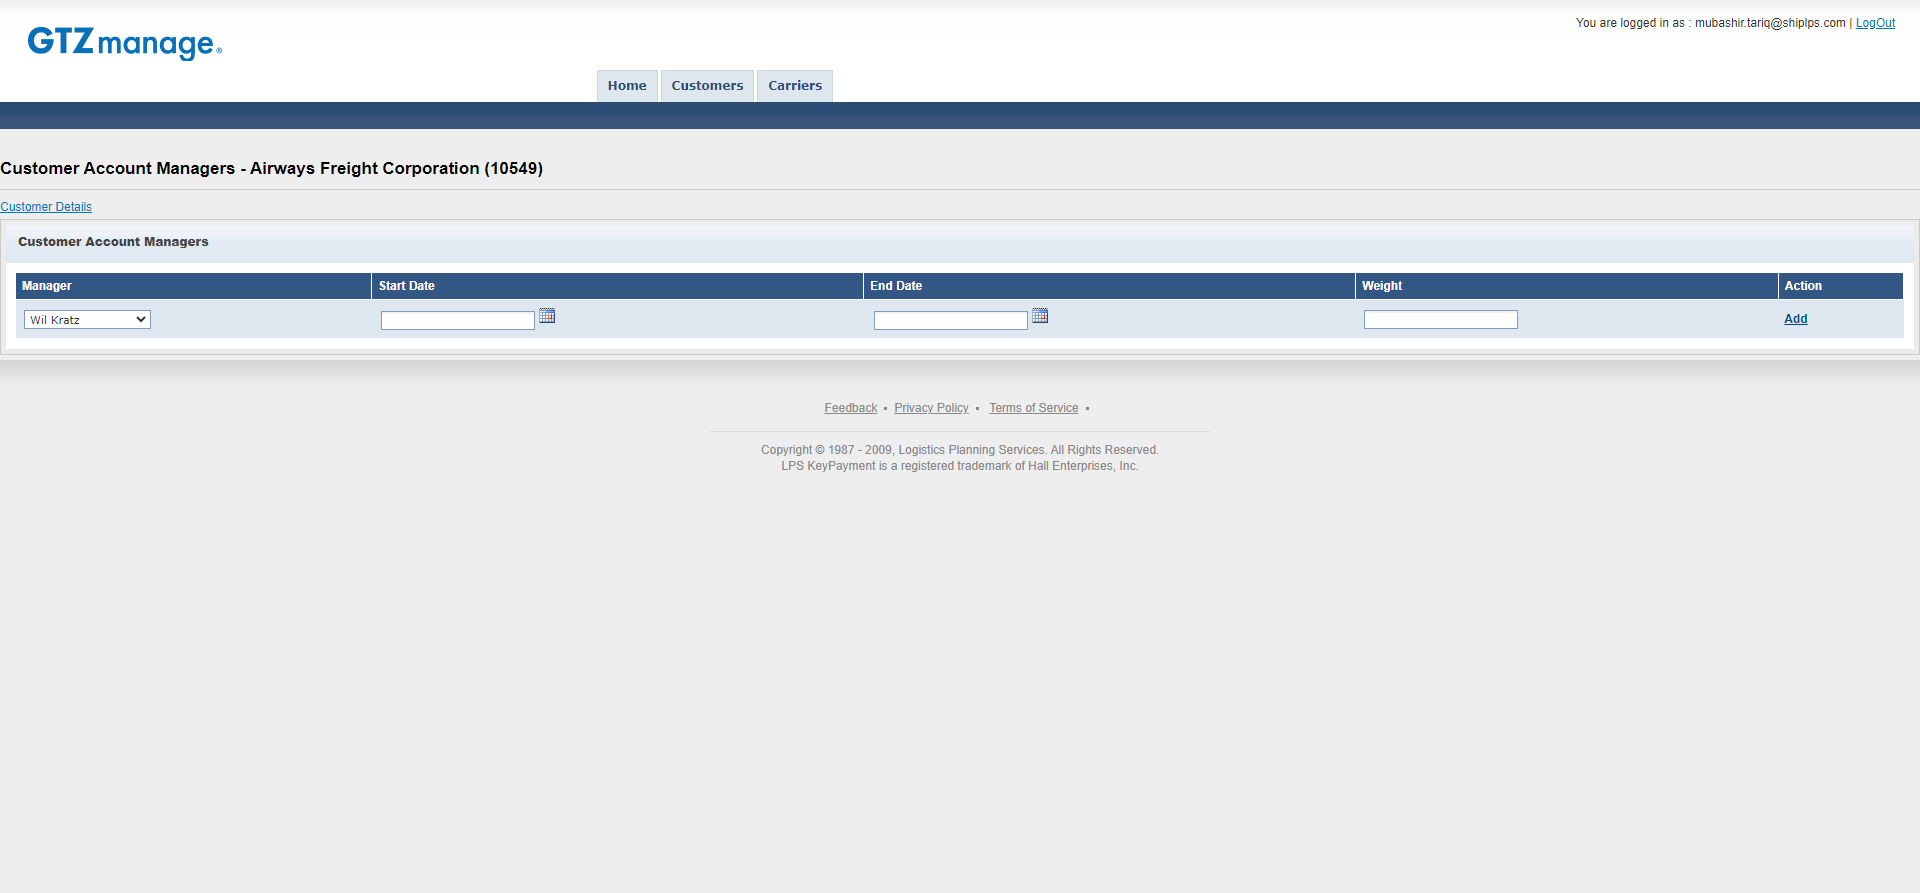 You are logged in as : mubashir.tariq@shiplps.com | LogOut
GTZmanage®
Home Customers Carriers
Customer Account Managers - Airways Freight Corporation (10549)
Customer Details
Customer Account Managers
Manager Start Date End Date Weight Action
Wil Kratz Add
Feedback ▪ Privacy Policy ▪ Terms of Service ▪
Copyright © 1987 - 2009, Logistics Planning Services. All Rights Reserved.
LPS KeyPayment is a registered trademark of Hall Enterprises, Inc.